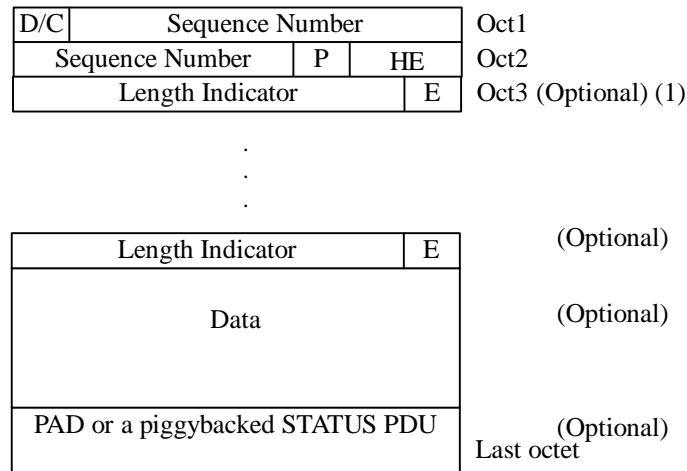 D/C Sequence Number Oct1
Sequence Number P HE Oct2
Length Indicator E Oct3 (Optional) (1)
.
.
.
Length Indicator E (Optional)
Data (Optional)
PAD or a piggybacked STATUS PDU (Optional)
Last octet